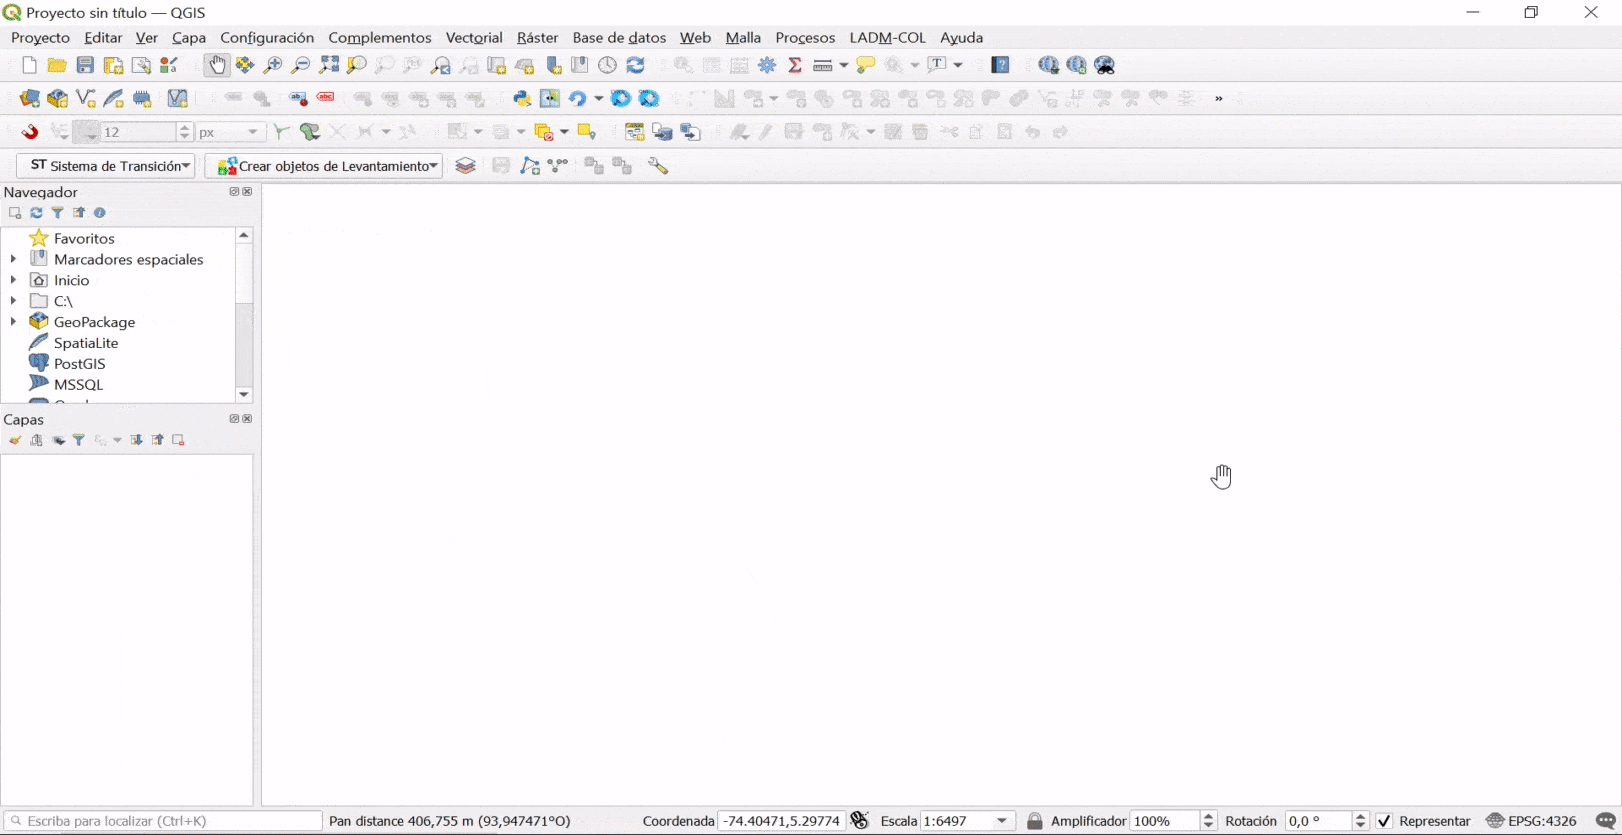 Proyecto sin título — QGIS
Proyecto Editar Ver Capa Configuración Complementos Vectorial Ráster Base de datos Web Malla Procesos LADM-COL Ayuda
T
abc
»
12 px
ST Sistema de Transición Crear objetos de Levantamiento
Navegador
Favoritos
Marcadores espaciales
Inicio
C:\
GeoPackage
SpatiaLite
PostGIS
MSSQL
Capas
Escriba para localizar (Ctrl+K) Pan distance 406,755 m (93,947471°O) Coordenada -74.40471,5.29774 Escala 1:6497 Amplificador 100% Rotación 0,0 ° Representar EPSG:4326